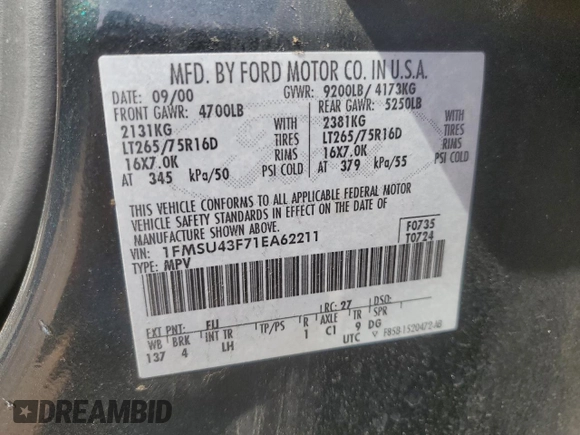 MFD. BY FORD MOTOR CO. IN U.S.A.
DATE: 09/00 GVWR: 9200LB/ 4173KG
FRONT GAWR: 4700LB REAR GAWR: 5250LB
2131KG WITH 2381KG WITH
LT265/75R16D TIRES LT265/75R16D TIRES
16X7.0K RIMS 16X7.0K RIMS
AT 345 kPa/50 PSI COLD AT 379 kPa/55 PSI COLD
THIS VEHICLE CONFORMS TO ALL APPLICABLE FEDERAL MOTOR
VEHICLE SAFETY STANDARDS IN EFFECT ON THE DATE OF
MANUFACTURE SHOWN ABOVE.
VIN: 1FMSU43F71EA62211 F0735
TYPE: MPV T0724
EXT PNT: FU RC: 27 DSO:
WB BRK INT TR TP/PS R AXLE TR SPR
137 4 LH 1 C1 9 DG
UTC
DREAMBID